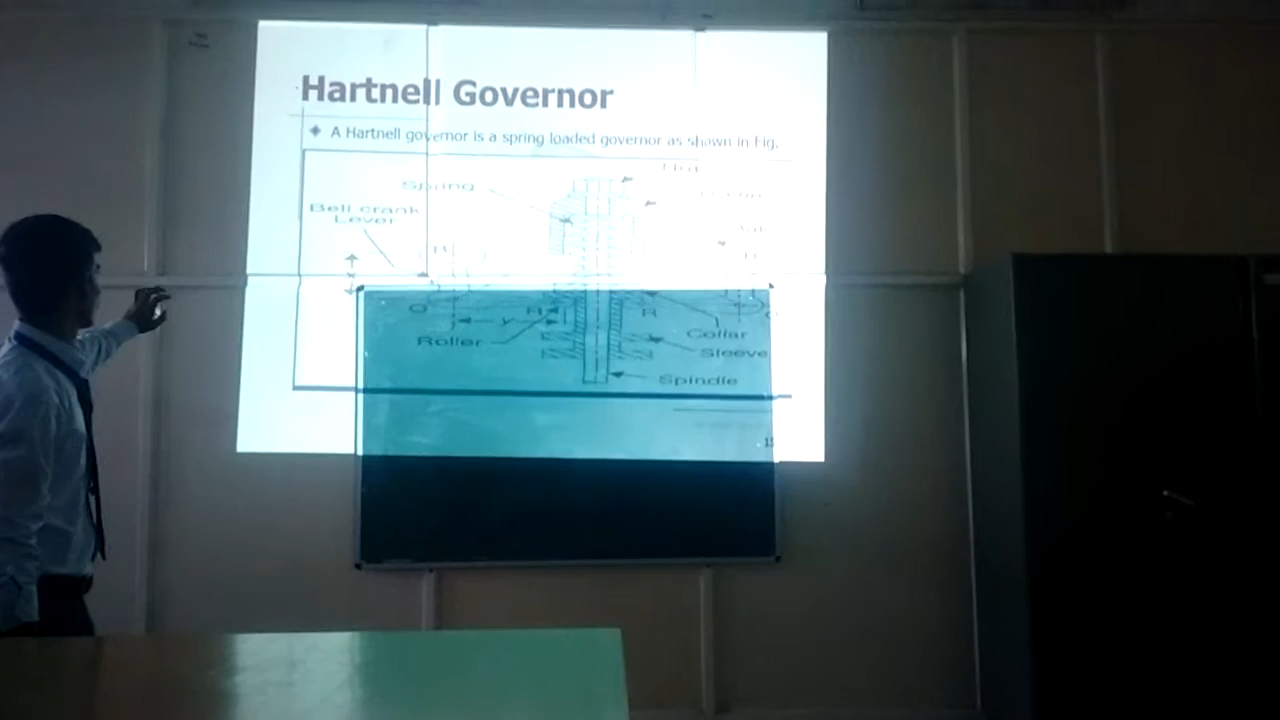 Hartnell Governor
A Hartnell governor is a spring loaded governor as shown in Fig.
Nut
Spring
Bell crank
Lever
R
O
R
R
Roller
Collar
Sleeve
Spindle